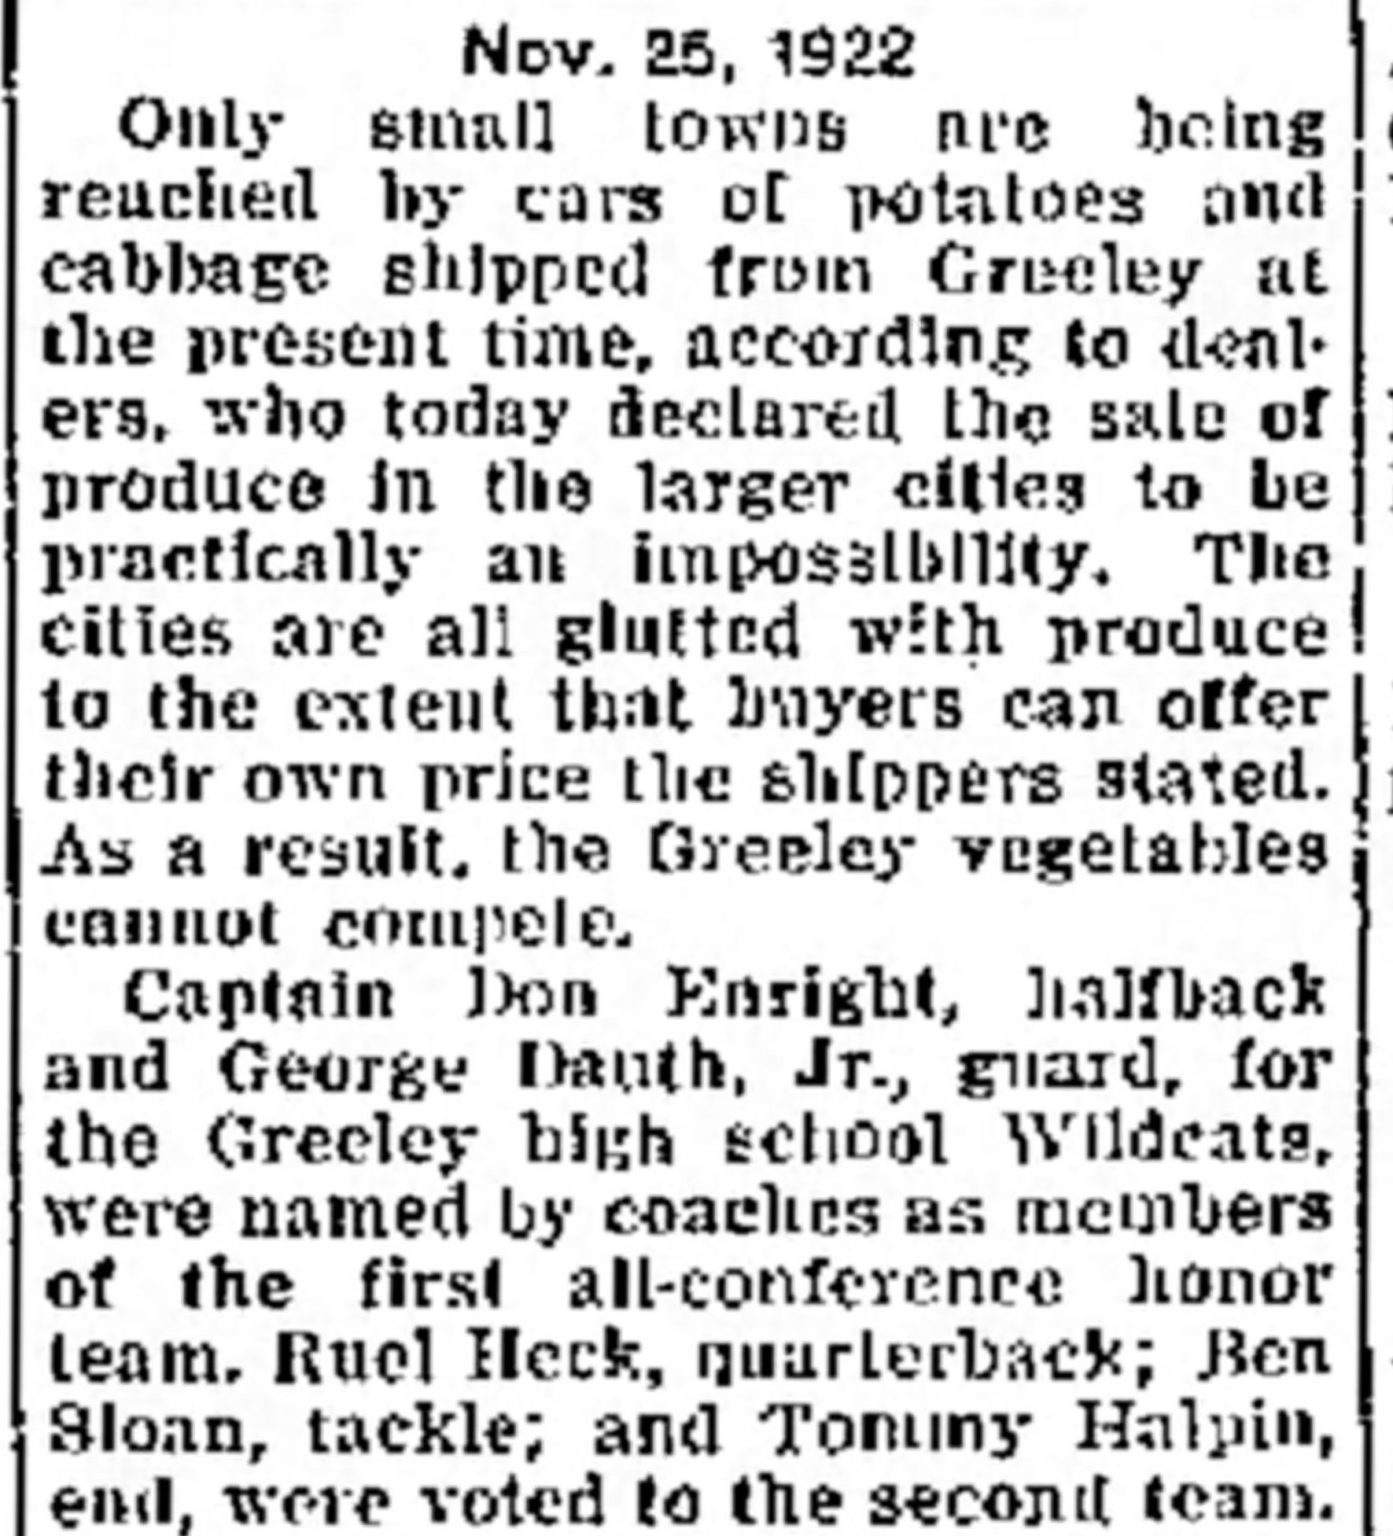 Nov. 25, 1922
Only small towns are being
reached by cars of potatoes and
cabbage shipped from Greeley at
the present time, according to deal-
ers, who today declared the sale of
produce in the larger cities to be
practically an impossibility. The
cities are all glutted with produce
to the extent that buyers can offer
their own price the shippers stated.
As a result, the Greeley vegetables
cannot compete.
Captain Don Enright, halfback
and George Dauth, Jr., guard, for
the Greeley high school Wildcats,
were named by coaches as members
of the first all-conference honor
team. Ruel Heck, quarterback; Ben
Sloan, tackle; and Tommy Halpin,
end, were voted to the second team.